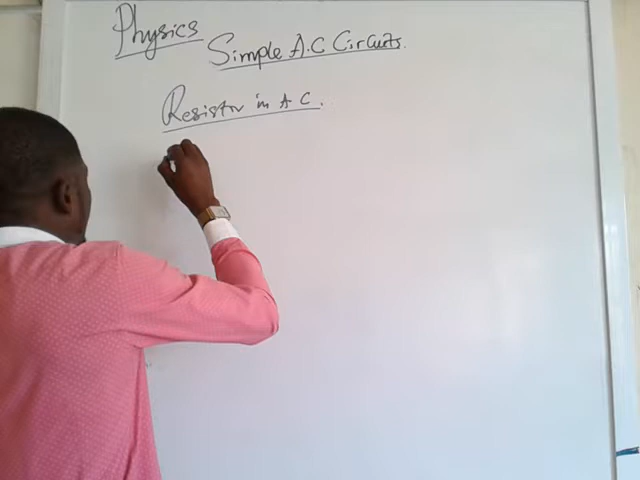 Physics
Simple A.C Circuits.
Resistor in A C.